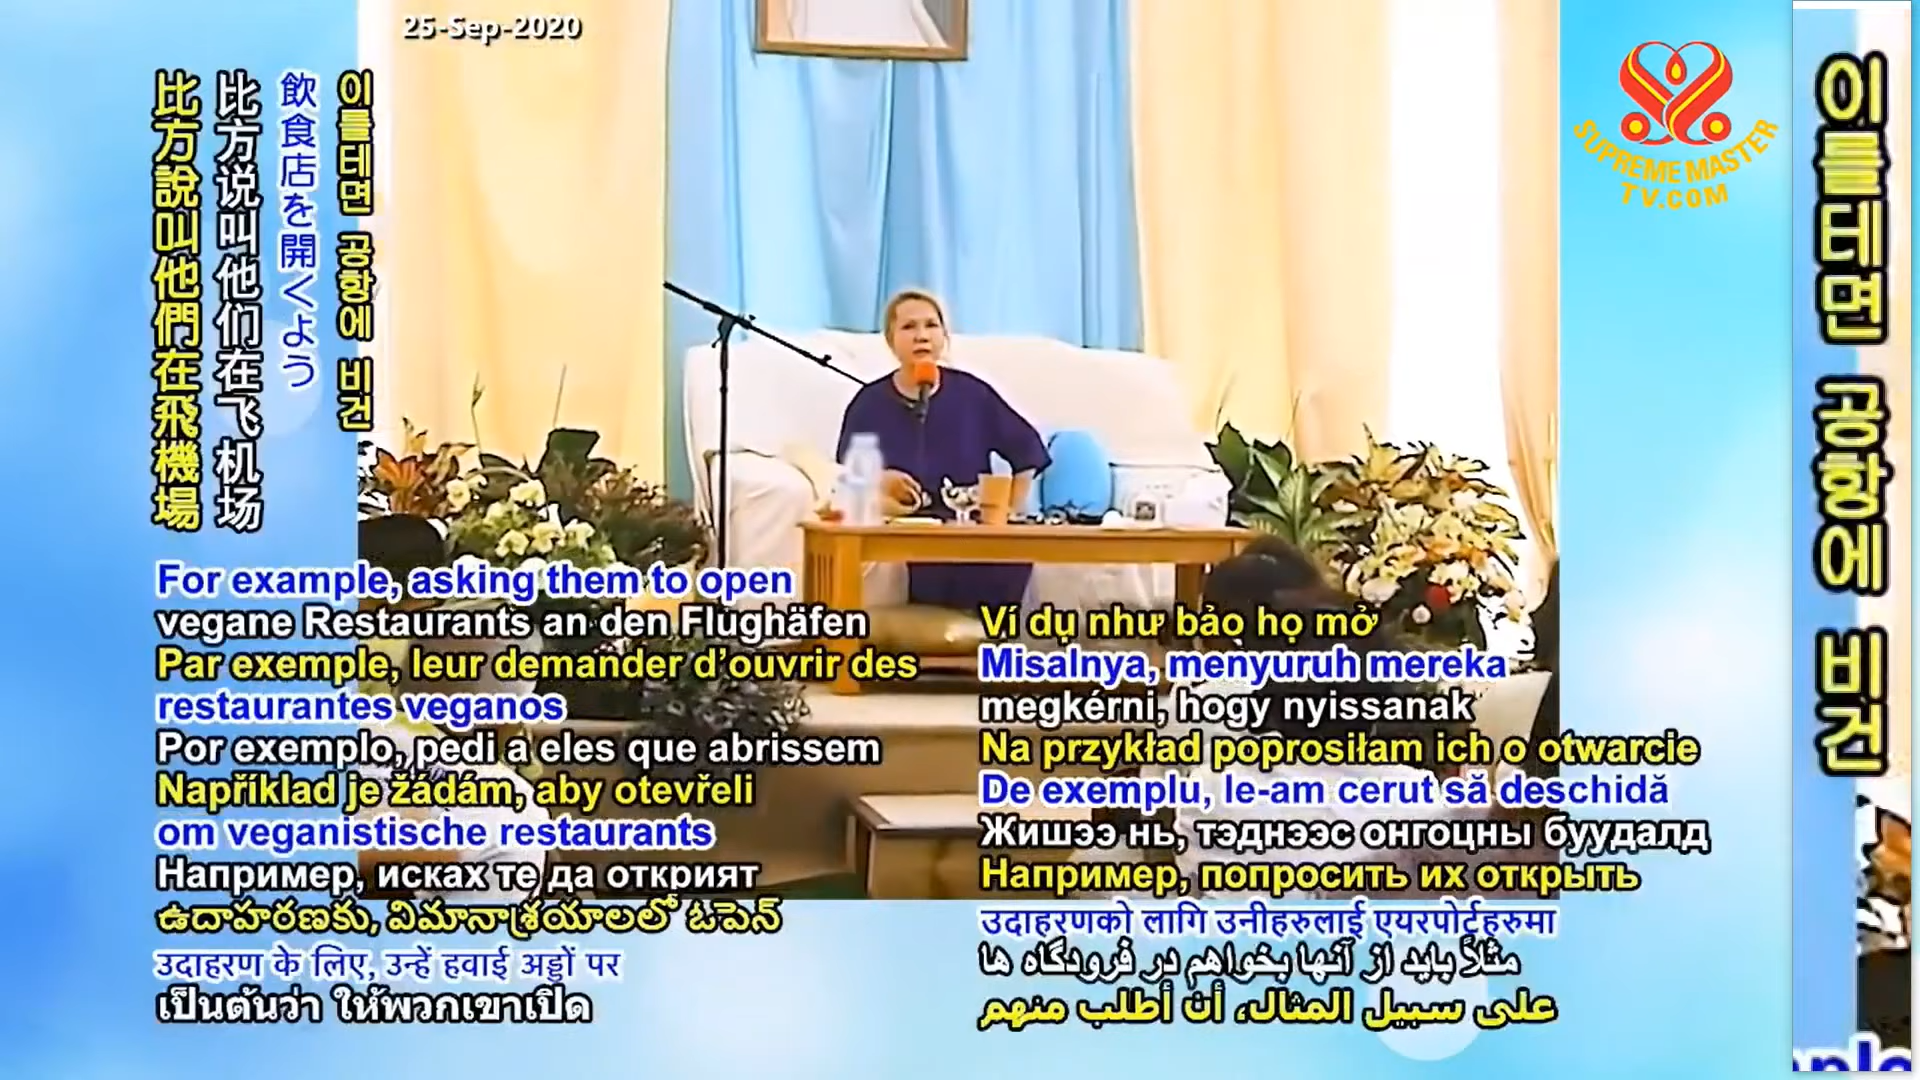 25-Sep-2020
SUPREME MASTER
TV.COM
이를테면 공항에 비건
飲食店を開くよう
比方说叫他们在飞机场
比方說叫他們在飛機場
For example, asking them to open
vegane Restaurants an den Flughäfen
Par exemple, leur demander d’ouvrir des
restaurantes veganos
Por exemplo, pedi a eles que abrissem
Například je žádám, aby otevřeli
om veganistische restaurants
Например, исках те да открият
ఉదాహరణకు, విమానాశ్రయాలలో ఓపెన్
उदाहरण के लिए, उन्हें हवाई अड्डों पर
เป็นต้นว่า ให้พวกเขาเปิด
Ví dụ như bảo họ mở
Misalnya, menyuruh mereka
megkérni, hogy nyissanak
Na przykład poprosiłam ich o otwarcie
De exemplu, le-am cerut să deschidă
Жишээ нь, тэднээс онгоцны буудалд
Например, попросить их открыть
उदाहरणको लागि उनीहरुलाई एयरपोर्टहरुमा
مثلاً باید از آنها بخواهم در فرودگاه ها
على سبيل المثال، أن أطلب منهم
이를테면 공항에 비건